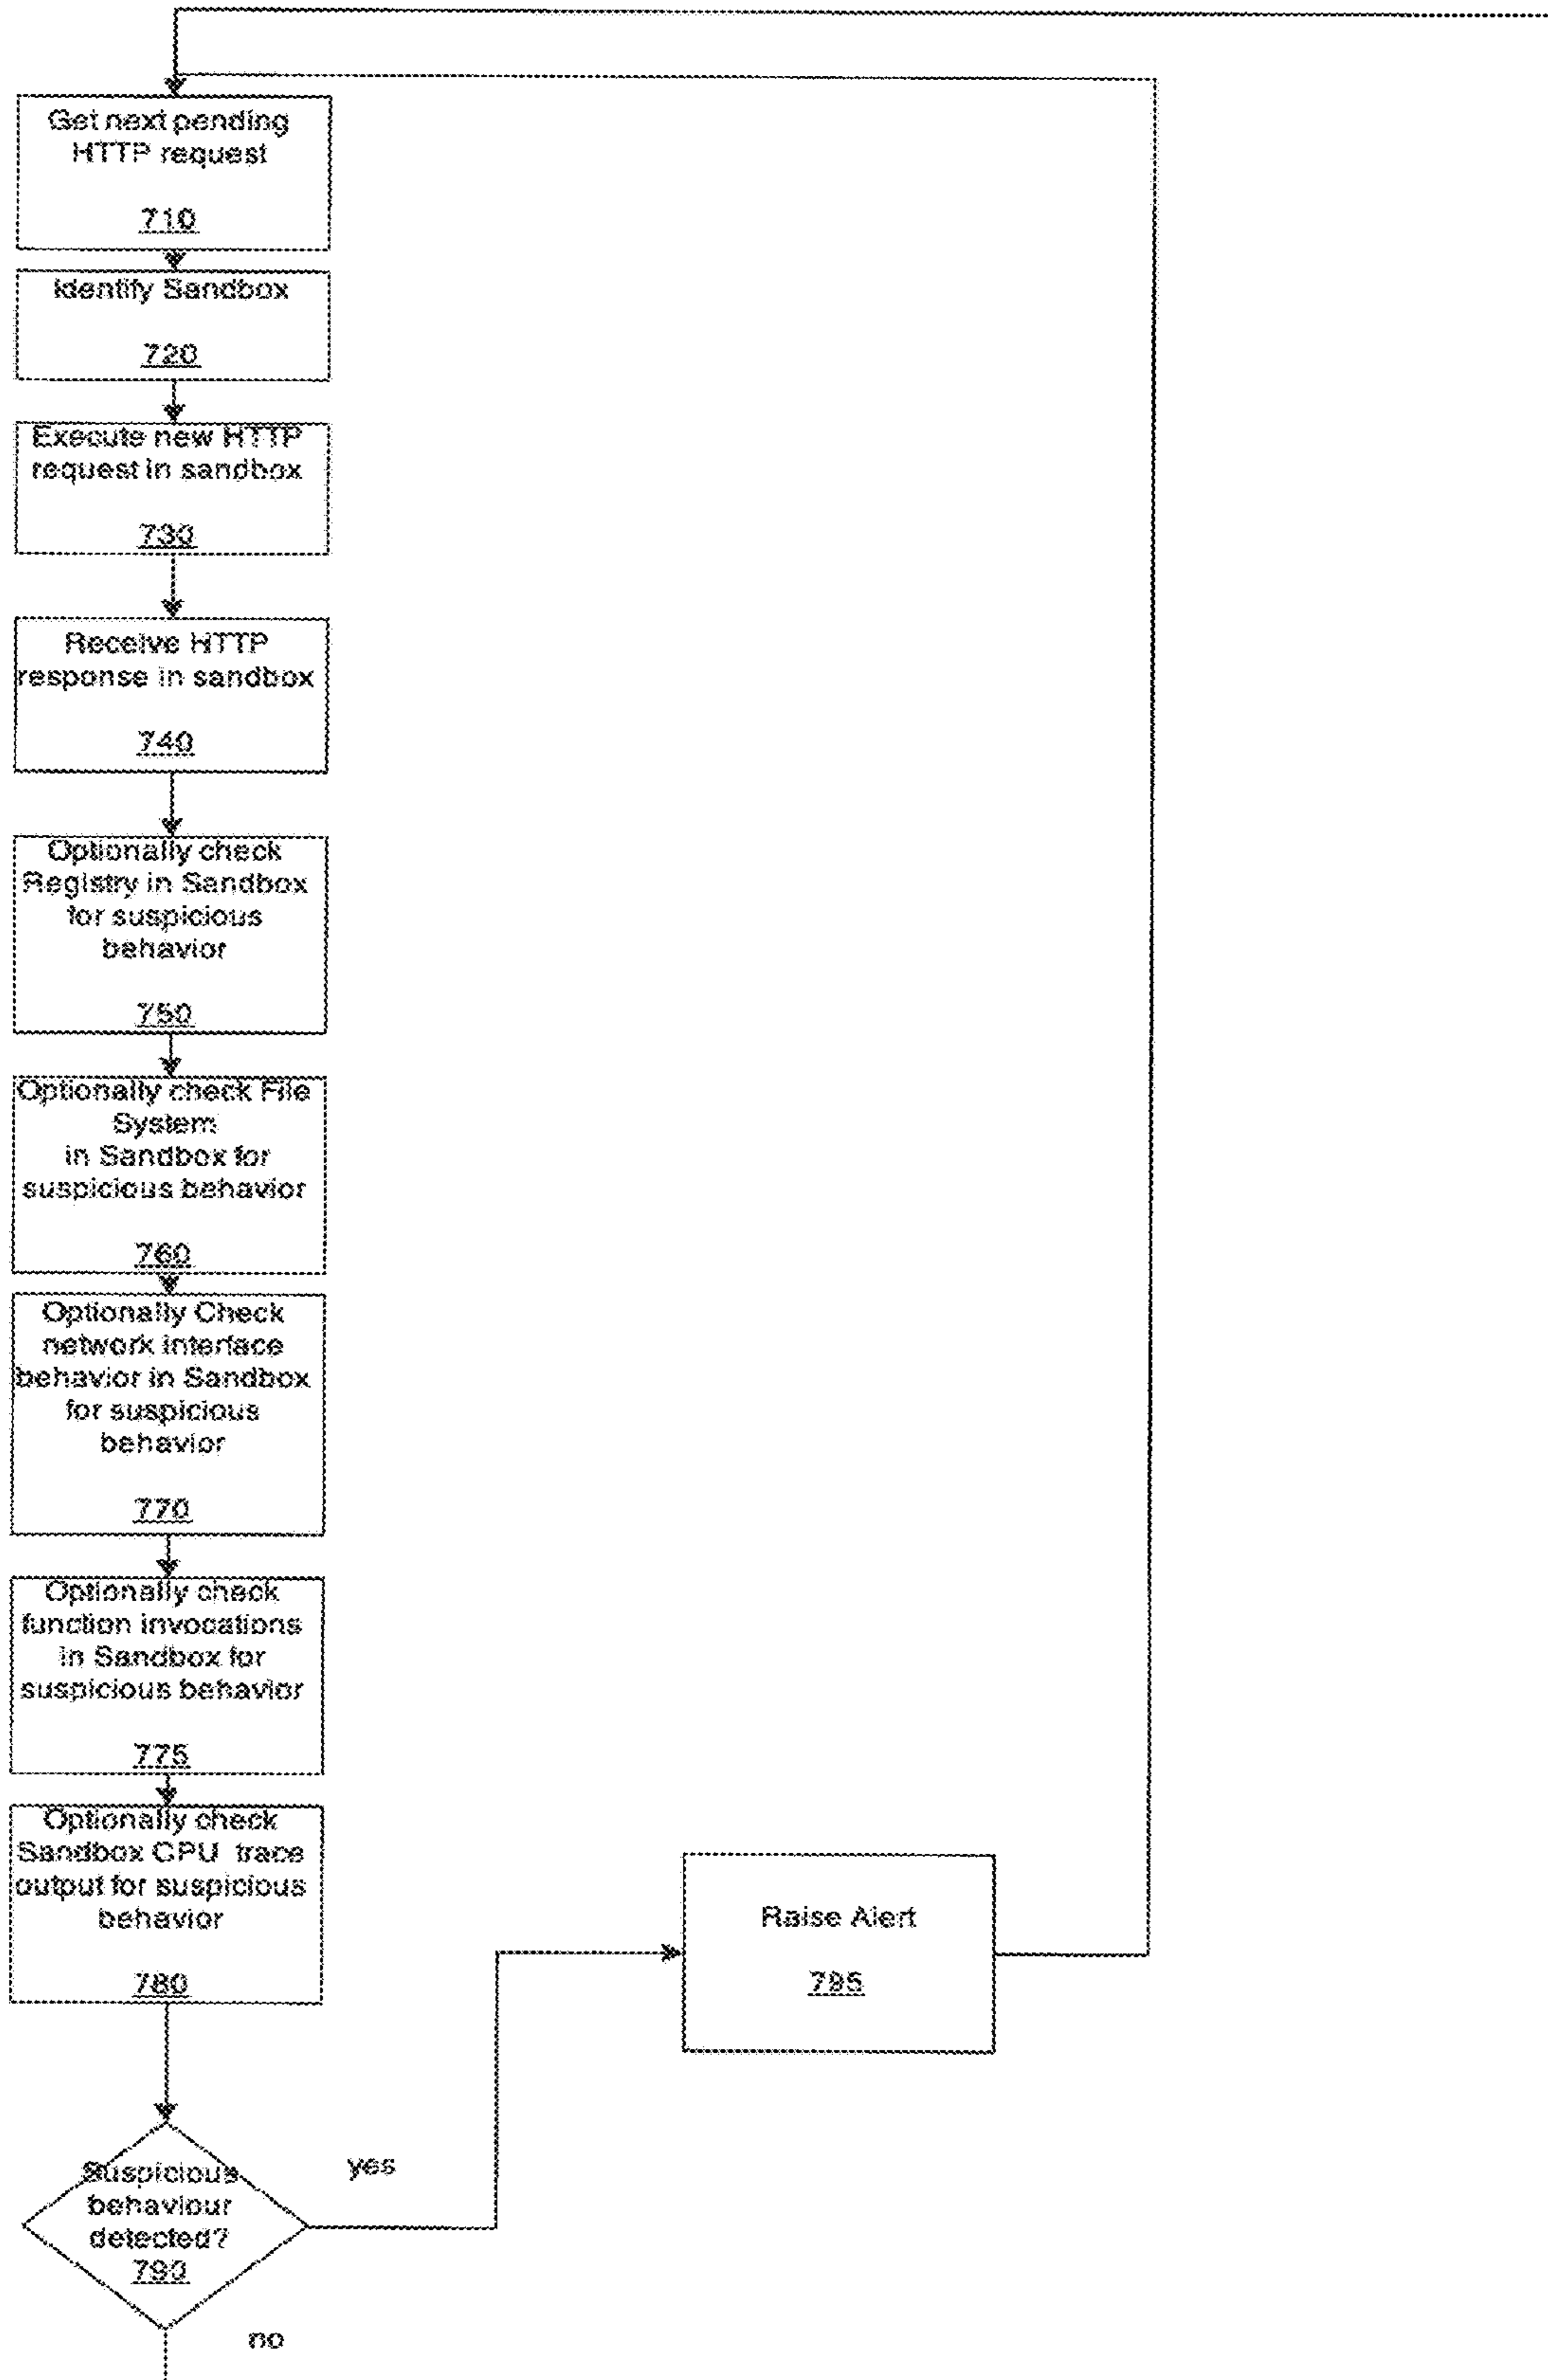 Get next pending
HTTP request
710
Identify Sandbox
720
Execute new HTTP
request in sandbox
730
Receive HTTP
response in sandbox
740
Optionally check
Registry in Sandbox
for suspicious
behavior
750
Optionally check File
System
in Sandbox for
suspicious behavior
760
Optionally Check
network interface
behavior in Sandbox
for suspicious
behavior
770
Optionally check
function invocations
in Sandbox for
suspicious behavior
775
Optionally check
Sandbox CPU trace
output for suspicious
behavior
780
Raise Alert
795
Suspicious
behaviour
detected?
790
yes
no